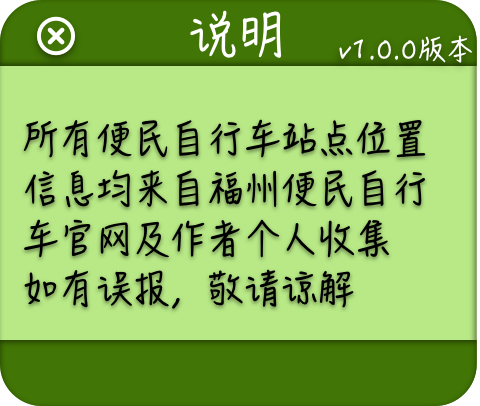 说明
v1.0.0版本
所有便民自行车站点位置
信息均来自福州便民自行
车官网及作者个人收集
如有误报，敬请谅解